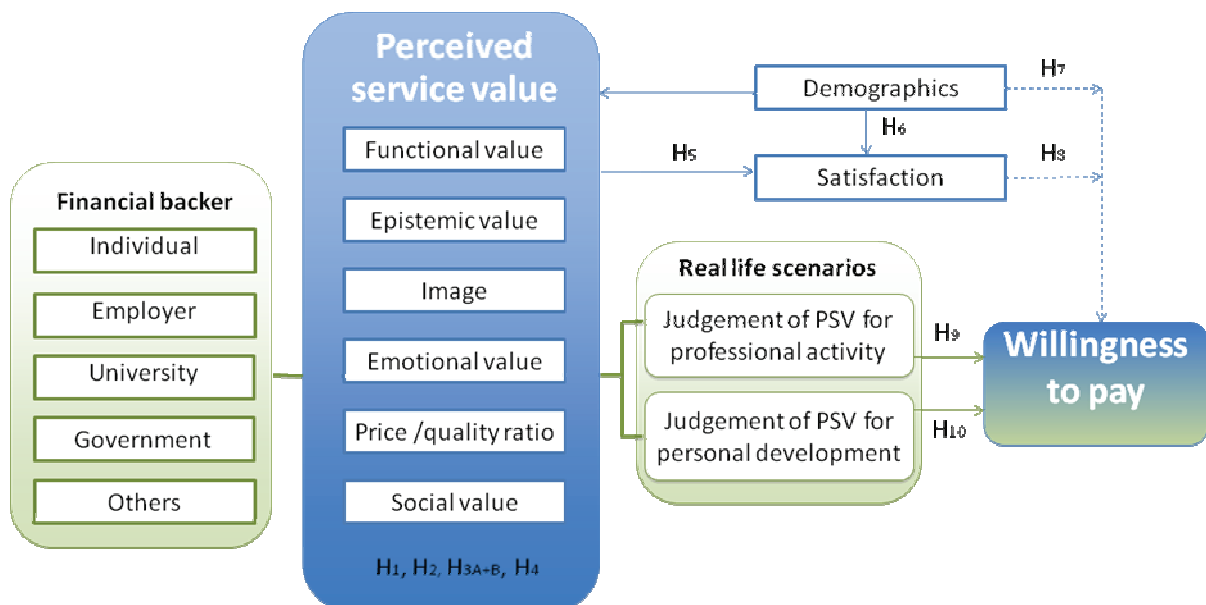 Financial backer
Individual
Employer
University
Government
Others
Perceived
service value
Functional value
Epistemic value
Image
Emotional value
Price /quality ratio
Social value
H1, H2, H3A+B, H4
Demographics
H7
H6
H5
Satisfaction
H8
Real life scenarios
Judgement of PSV for
professional activity
Judgement of PSV for
personal development
H9
H10
Willingness
to pay